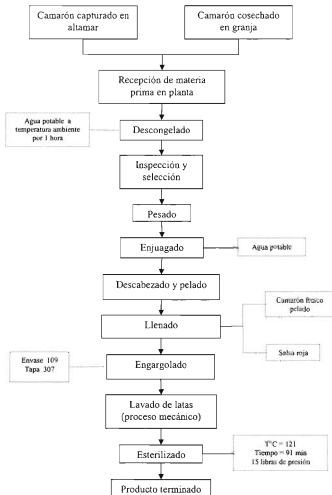 Camarón capturado en
altamar
Camarón cosechado
en granja
Recepción de materia
prima en planta
Agua potable a
temperatura ambiente
por 1 hora
Descongelado
Inspección y
selección
Pesado
Enjuagado
Agua potable
Descabezado y pelado
Camarón fresco
pelado
Llenado
Salsa roja
Envase 109
Tapa 307
Engargolado
Lavado de latas
(proceso mecánico)
Esterilizado
T°C = 121
Tiempo = 91 min
15 libras de presión
Producto terminado